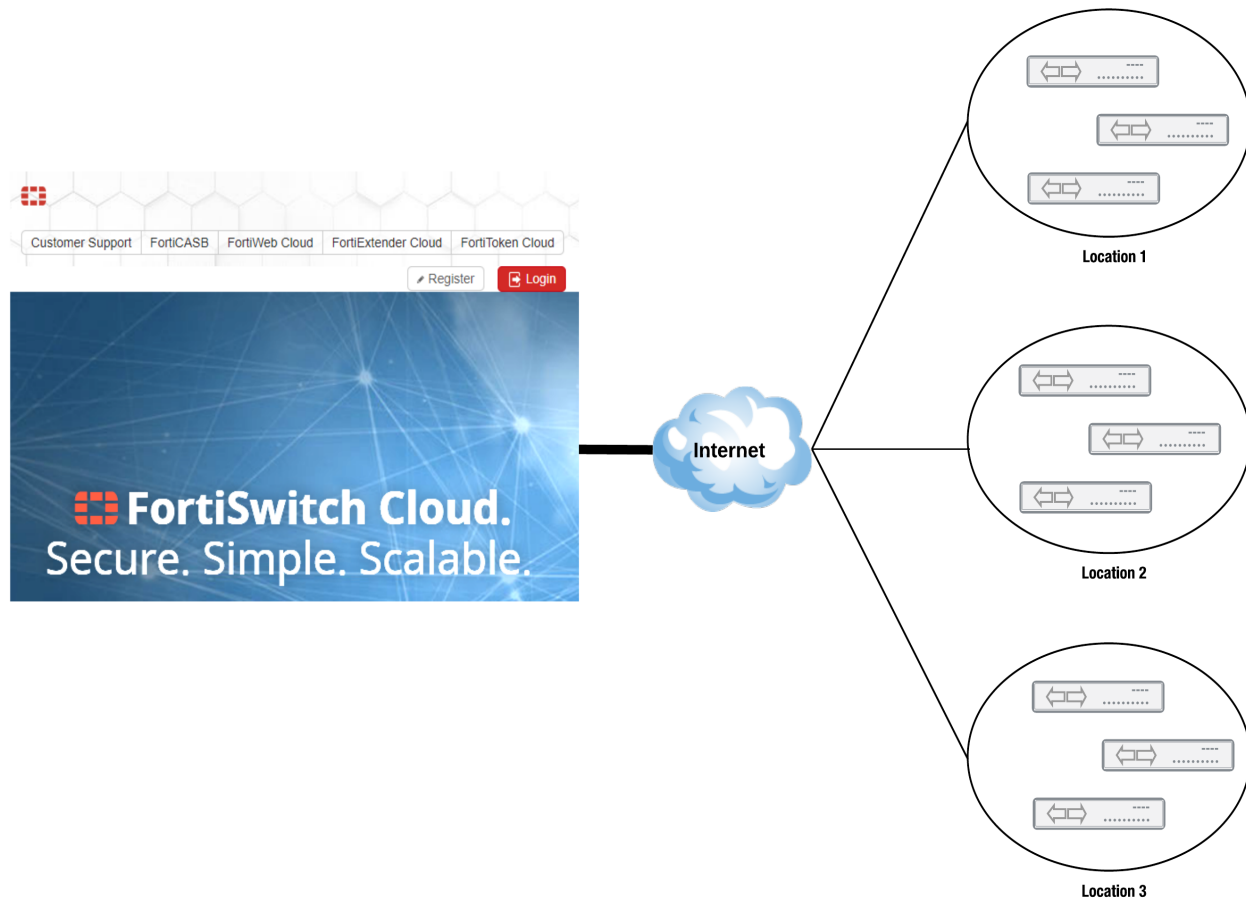 Customer Support FortiCASB FortiWeb Cloud FortiExtender Cloud FortiToken Cloud
Register Login
FortiSwitch Cloud.
Secure. Simple. Scalable.
Internet
Location 1
Location 2
Location 3